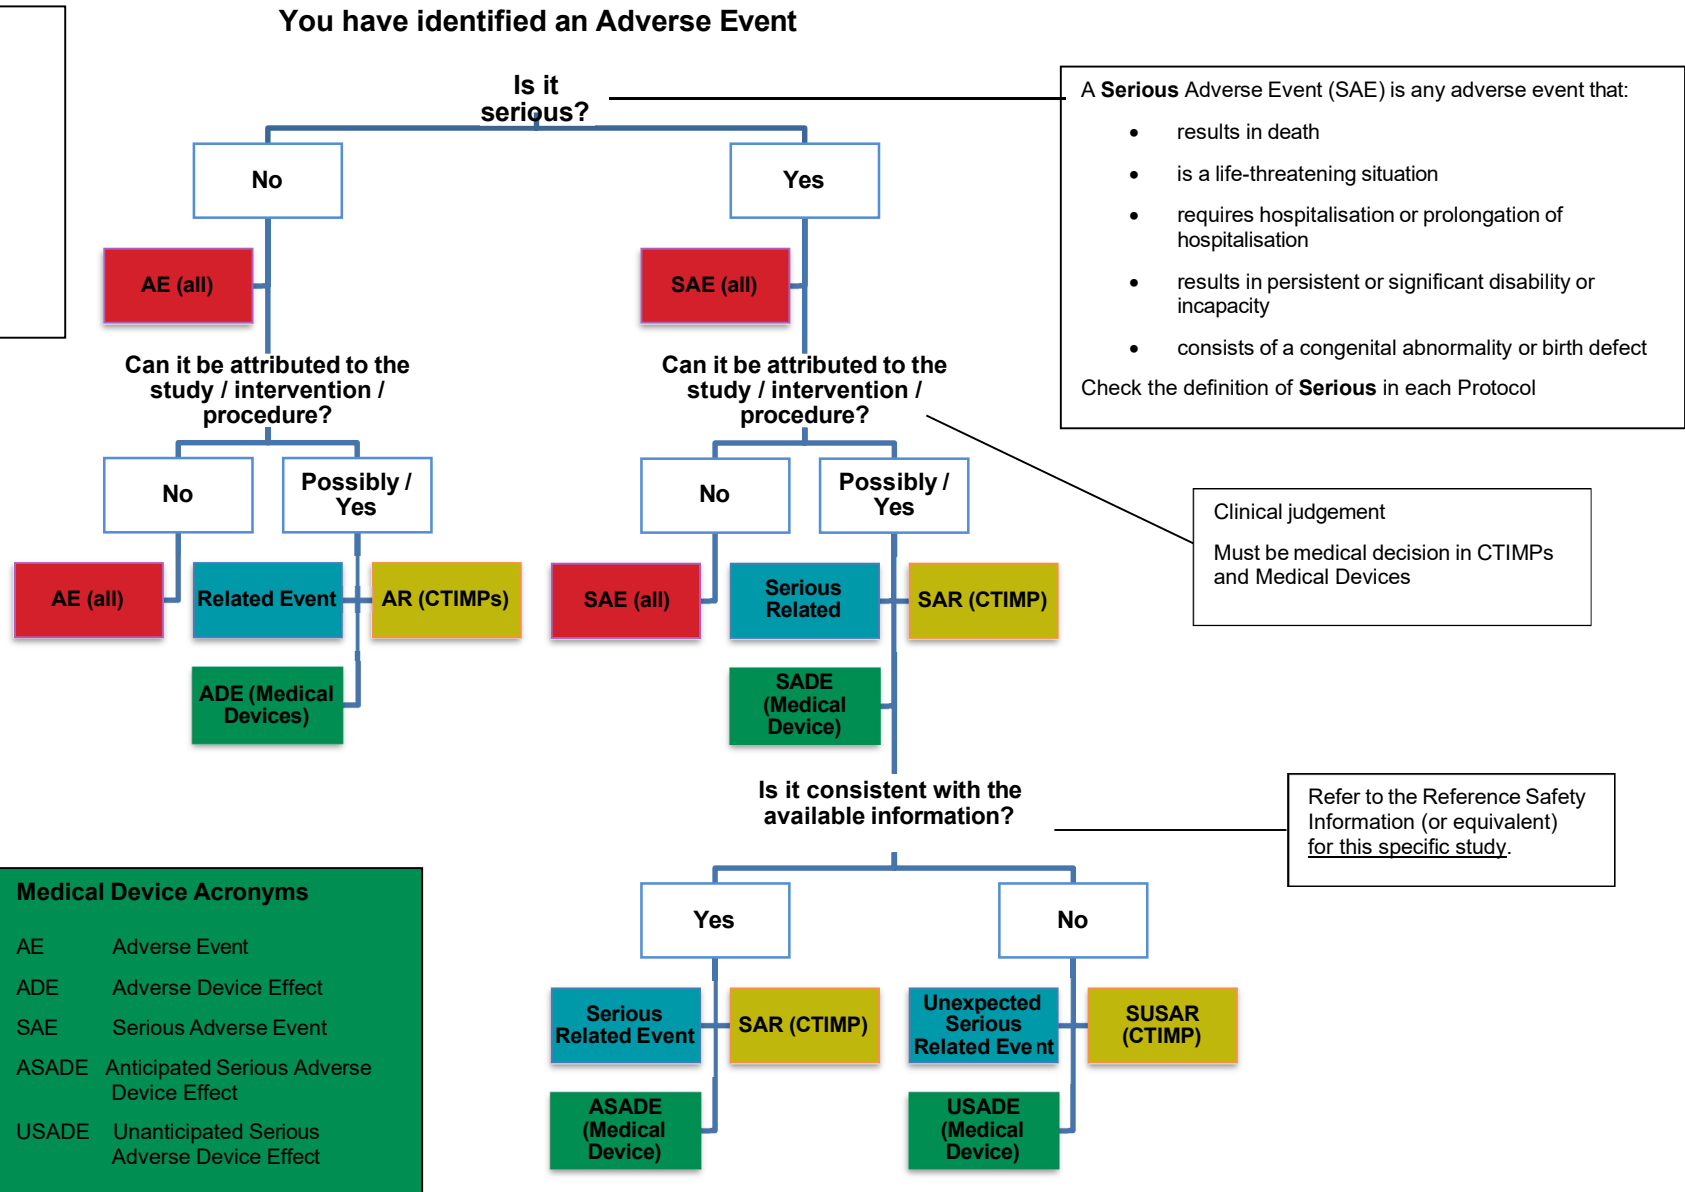 You have identified an Adverse Event
Is it
serious?
A Serious Adverse Event (SAE) is any adverse event that:
• results in death
• is a life-threatening situation
• requires hospitalisation or prolongation of
hospitalisation
• results in persistent or significant disability or
incapacity
• consists of a congenital abnormality or birth defect
Check the definition of Serious in each Protocol
No
Yes
AE (all)
SAE (all)
Can it be attributed to the
study / intervention /
procedure?
Can it be attributed to the
study / intervention /
procedure?
No
Possibly /
Yes
No
Possibly /
Yes
Clinical judgement
Must be medical decision in CTIMPs
and Medical Devices
AE (all)
Related Event
AR (CTIMPs)
SAE (all)
Serious
Related
SAR (CTIMP)
ADE (Medical
Devices)
SADE
(Medical
Device)
Is it consistent with the
available information?
Refer to the Reference Safety
Information (or equivalent)
for this specific study.
Yes
No
Serious
Related Event
SAR (CTIMP)
Unexpected
Serious
Related Event
SUSAR
(CTIMP)
ASADE
(Medical
Device)
USADE
(Medical
Device)
Medical Device Acronyms
AE Adverse Event
ADE Adverse Device Effect
SAE Serious Adverse Event
ASADE Anticipated Serious Adverse
Device Effect
USADE Unanticipated Serious
Adverse Device Effect